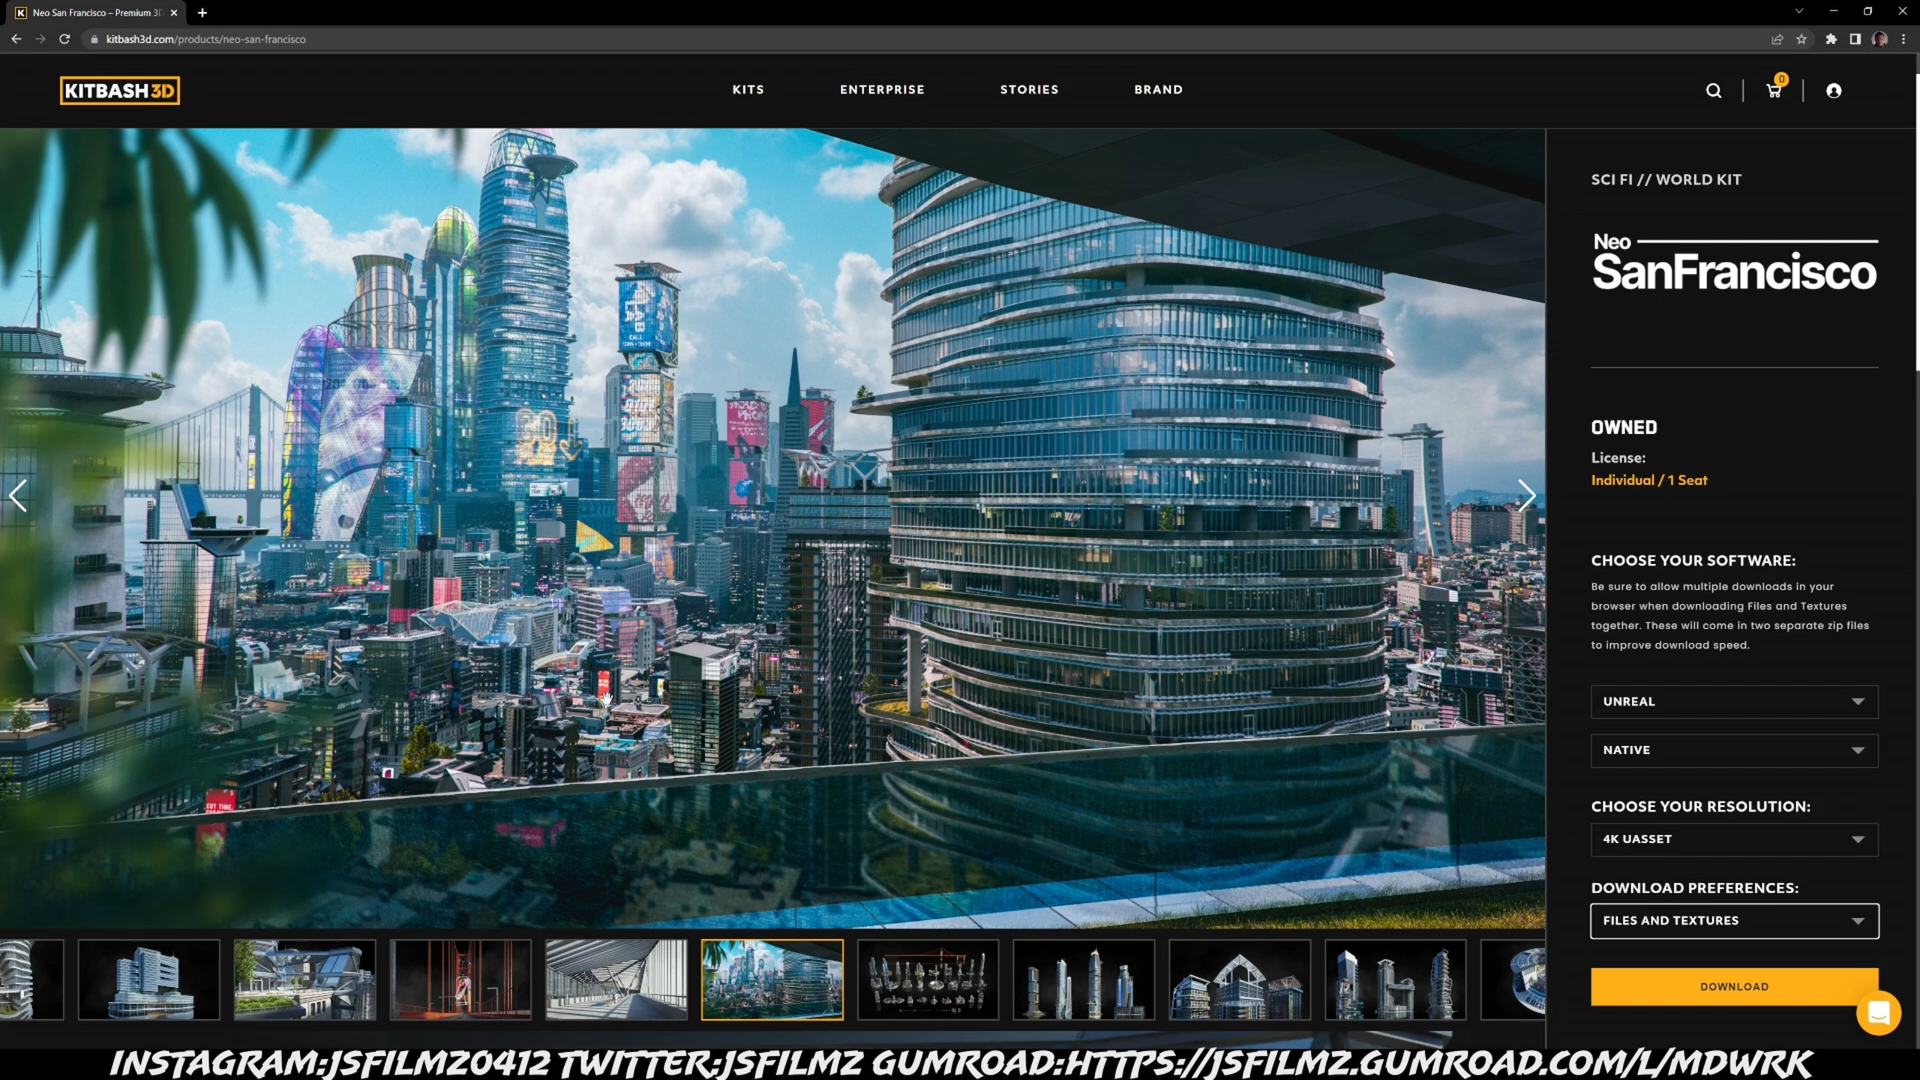 Neo San Francisco – Premium 3D
kitbash3d.com/products/neo-san-francisco
KITBASH3D
KITS
ENTERPRISE
STORIES
BRAND
0
SCI FI // WORLD KIT
Neo
SanFrancisco
OWNED
License:
Individual / 1 Seat
CHOOSE YOUR SOFTWARE:
Be sure to allow multiple downloads in your
browser when downloading Files and Textures
together. These will come in two separate zip files
to improve download speed.
UNREAL
NATIVE
CHOOSE YOUR RESOLUTION:
4K UASSET
DOWNLOAD PREFERENCES:
FILES AND TEXTURES
DOWNLOAD
INSTAGRAM:JSFILMZ0412 TWITTER:JSFILMZ GUMROAD:HTTPS://JSFILMZ.GUMROAD.COM/L/MDWRK